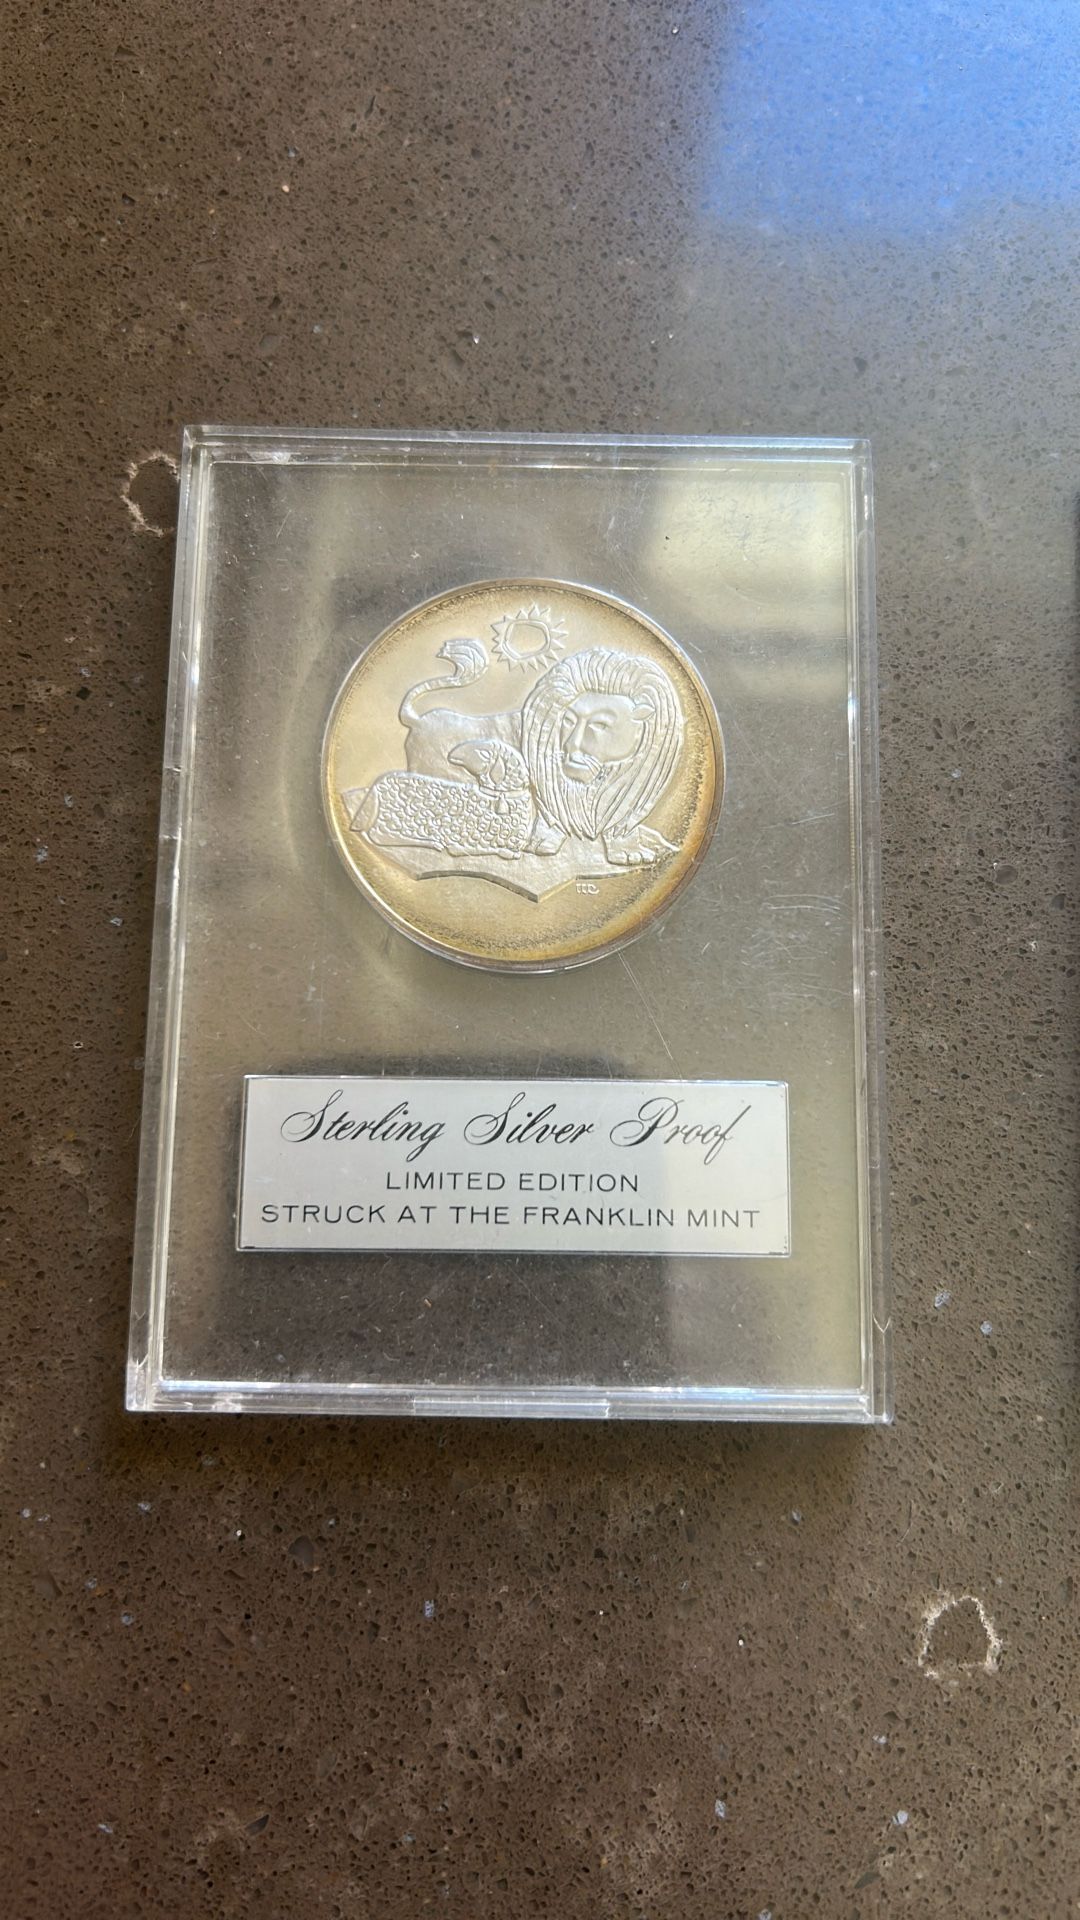 Sterling Silver Proof
LIMITED EDITION
STRUCK AT THE FRANKLIN MINT